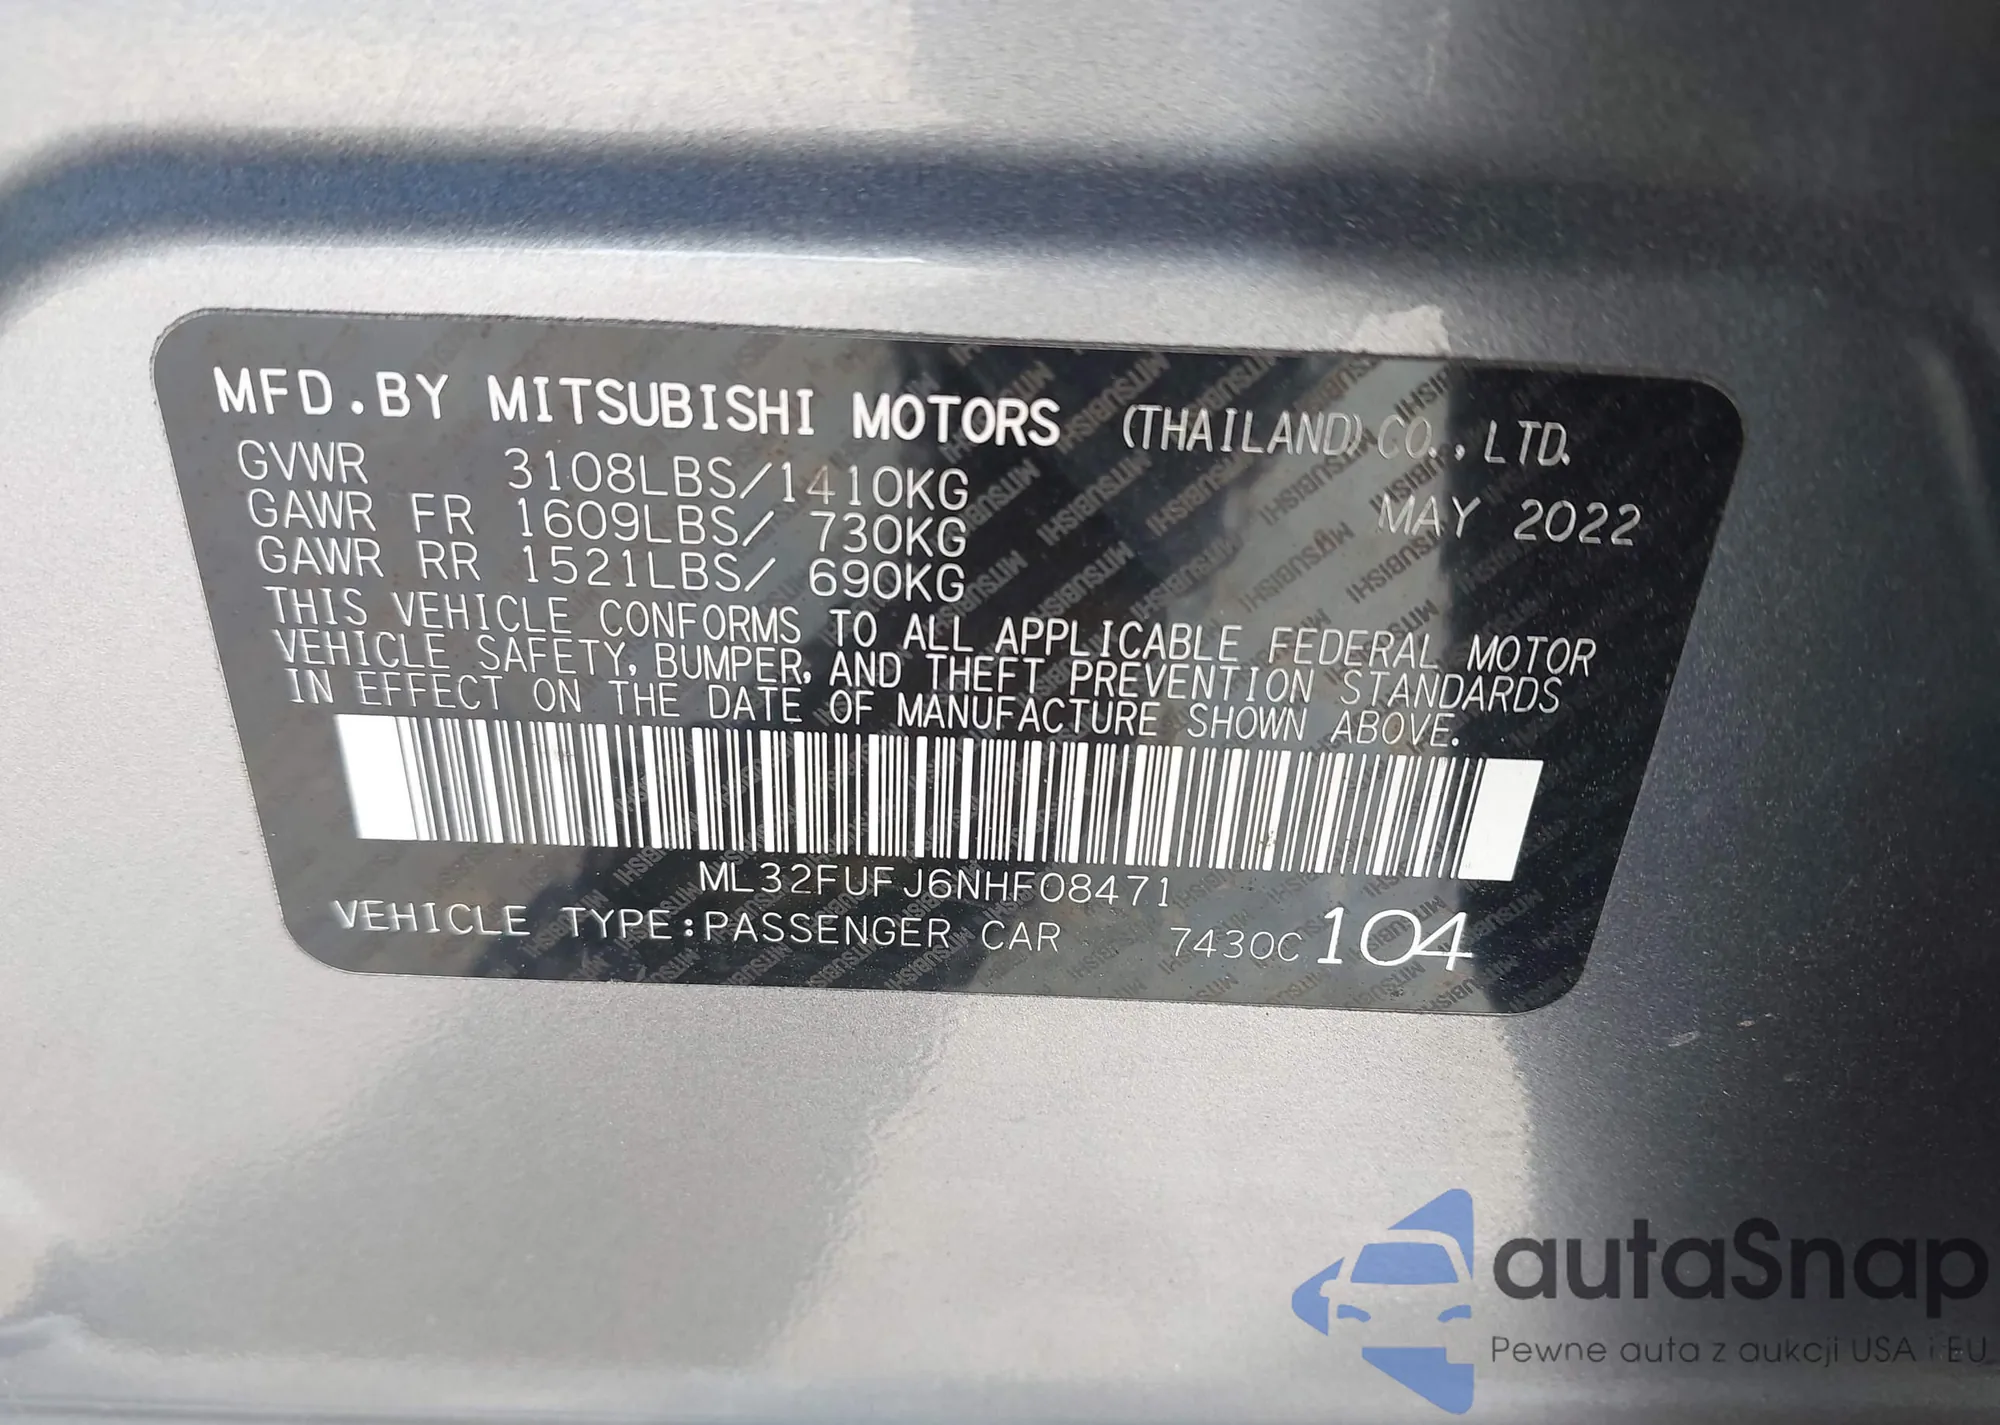 MFD.BY MITSUBISHI MOTORS (THAILAND) CO., LTD.
GVWR 3108LBS/1410KG
MAY 2022
GAWR FR 1609LBS/ 730KG
GAWR RR 1521LBS/ 690KG
THIS VEHICLE CONFORMS TO ALL APPLICABLE FEDERAL MOTOR
VEHICLE SAFETY, BUMPER, AND THEFT PREVENTION STANDARDS
IN EFFECT ON THE DATE OF MANUFACTURE SHOWN ABOVE.
ML32FUFJ6NHF08471
VEHICLE TYPE:PASSENGER CAR 7430C 104
autaSnap
Pewne auta z aukcji USA i EU